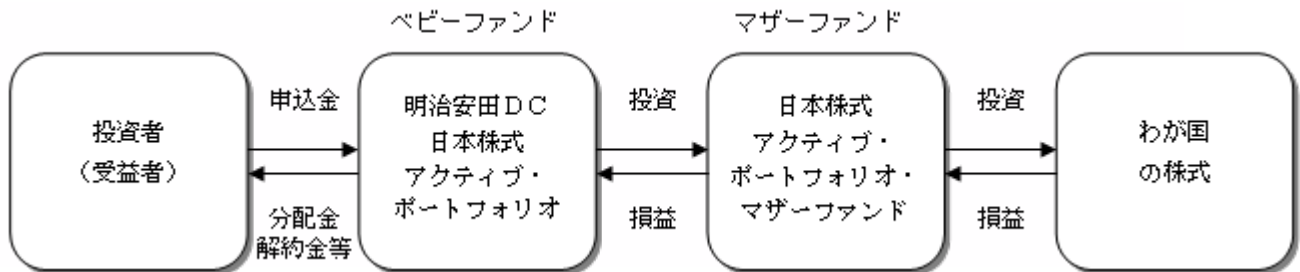 ベビーファンド
マザーファンド
投資者
(受益者)
申込金
分配金
解約金等
明治安田DC
日本株式
アクティブ・
ポートフォリオ
投資
損益
日本株式
アクティブ・
ポートフォリオ・
マザーファンド
投資
損益
わが国
の株式